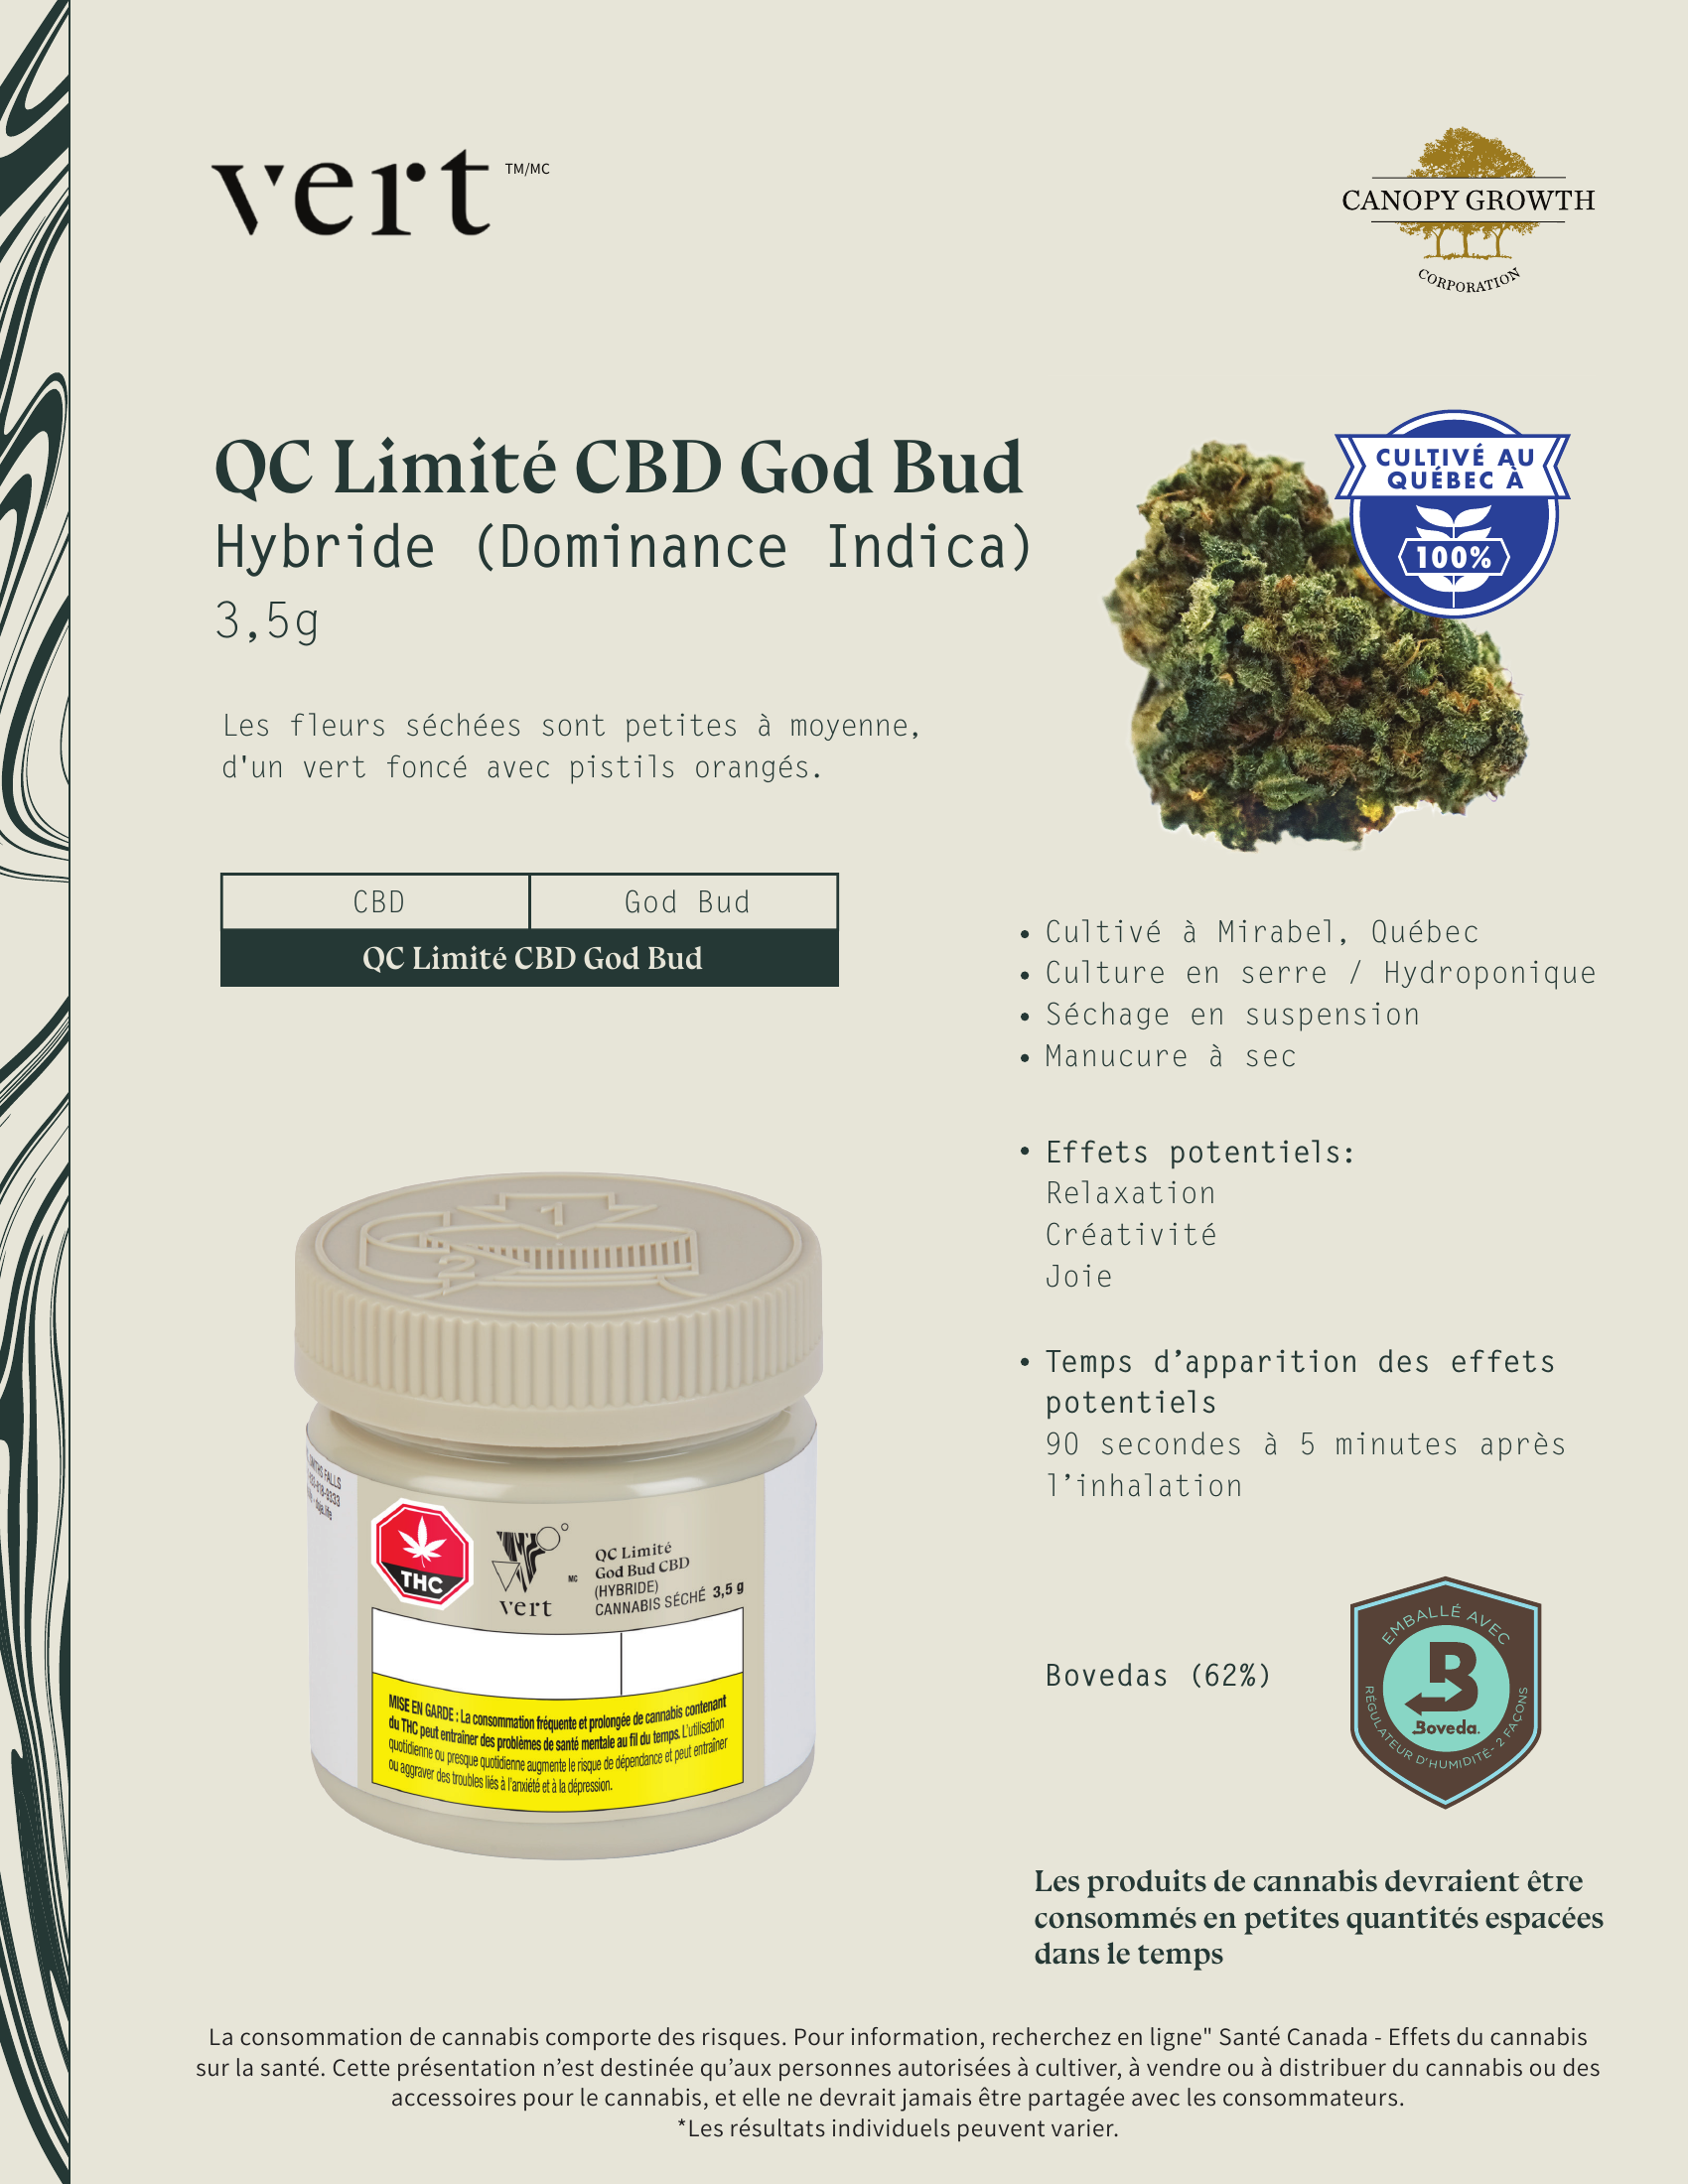 vert TM/MC
CANOPY GROWTH
CORPORATION
QC Limité CBD God Bud
Hybride (Dominance Indica)
3,5g
CULTIVÉ AU
QUÉBEC À
100%
Les fleurs séchées sont petites à moyenne,
d'un vert foncé avec pistils orangés.
CBD
God Bud
QC Limité CBD God Bud
• Cultivé à Mirabel, Québec
• Culture en serre / Hydroponique
• Séchage en suspension
• Manucure à sec
• Effets potentiels:
Relaxation
Créativité
Joie
• Temps d’apparition des effets
potentiels
90 secondes à 5 minutes après
l’inhalation
THC
vert
MC
QC Limité
God Bud CBD
(HYBRIDE)
CANNABIS SÉCHÉ 3,5 g
MISE EN GARDE : La consommation fréquente et prolongée de cannabis contenant
du THC peut entraîner des problèmes de santé mentale au fil du temps. L'utilisation
quotidienne ou presque quotidienne augmente le risque de dépendance et peut entraîner
ou aggraver des troubles liés à l'anxiété et à la dépression.
Bovedas (62%)
EMBALLÉ AVEC
B
Boveda.
RÉGULATEUR D'HUMIDITÉ- 2 FAÇONS
Les produits de cannabis devraient être
consommés en petites quantités espacées
dans le temps
La consommation de cannabis comporte des risques. Pour information, recherchez en ligne" Santé Canada - Effets du cannabis
sur la santé. Cette présentation n’est destinée qu’aux personnes autorisées à cultiver, à vendre ou à distribuer du cannabis ou des
accessoires pour le cannabis, et elle ne devrait jamais être partagée avec les consommateurs.
*Les résultats individuels peuvent varier.